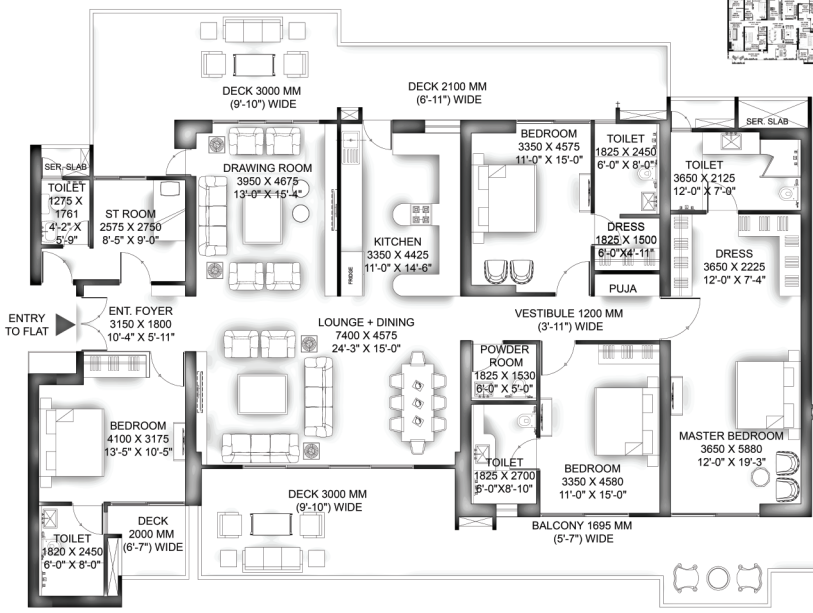 DECK 3000 MM
(9'-10") WIDE
DECK 2100 MM
(6'-11") WIDE
SER. SLAB
TOILET
1275 X
1761
4'-2" X
5'-9"
ST ROOM
2575 X 2750
8'-5" X 9'-0"
DRAWING ROOM
3950 X 4675
13'-0" X 15'-4"
KITCHEN
3350 X 4425
11'-0" X 14'-6"
FRIDGE
BEDROOM
3350 X 4575
11'-0" X 15'-0"
TOILET
1825 X 2450
6'-0" X 8'-0"
DRESS
1825 X 1500
6'-0"X4'-11"
SER. SLAB
TOILET
3650 X 2125
12'-0" X 7'-0"
DRESS
3650 X 2225
12'-0" X 7'-4"
PUJA
ENTRY
TO FLAT
ENT. FOYER
3150 X 1800
10'-4" X 5'-11"
LOUNGE + DINING
7400 X 4575
24'-3" X 15'-0"
VESTIBULE 1200 MM
(3'-11") WIDE
POWDER
ROOM
1825 X 1530
6'-0" X 5'-0"
BEDROOM
4100 X 3175
13'-5" X 10'-5"
TOILET
1825 X 2700
6'-0"X8'-10"
BEDROOM
3350 X 4580
11'-0" X 15'-0"
MASTER BEDROOM
3650 X 5880
12'-0" X 19'-3"
TOILET
1820 X 2450
6'-0" X 8'-0"
DECK
2000 MM
(6'-7") WIDE
DECK 3000 MM
(9'-10") WIDE
BALCONY 1695 MM
(5'-7") WIDE